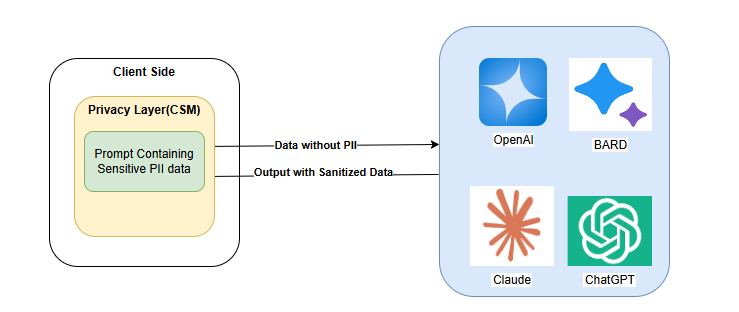 Client Side
Privacy Layer(CSM)
Prompt Containing
Sensitive PII data
Data without PII
Output with Sanitized Data
OpenAI
BARD
Claude
ChatGPT